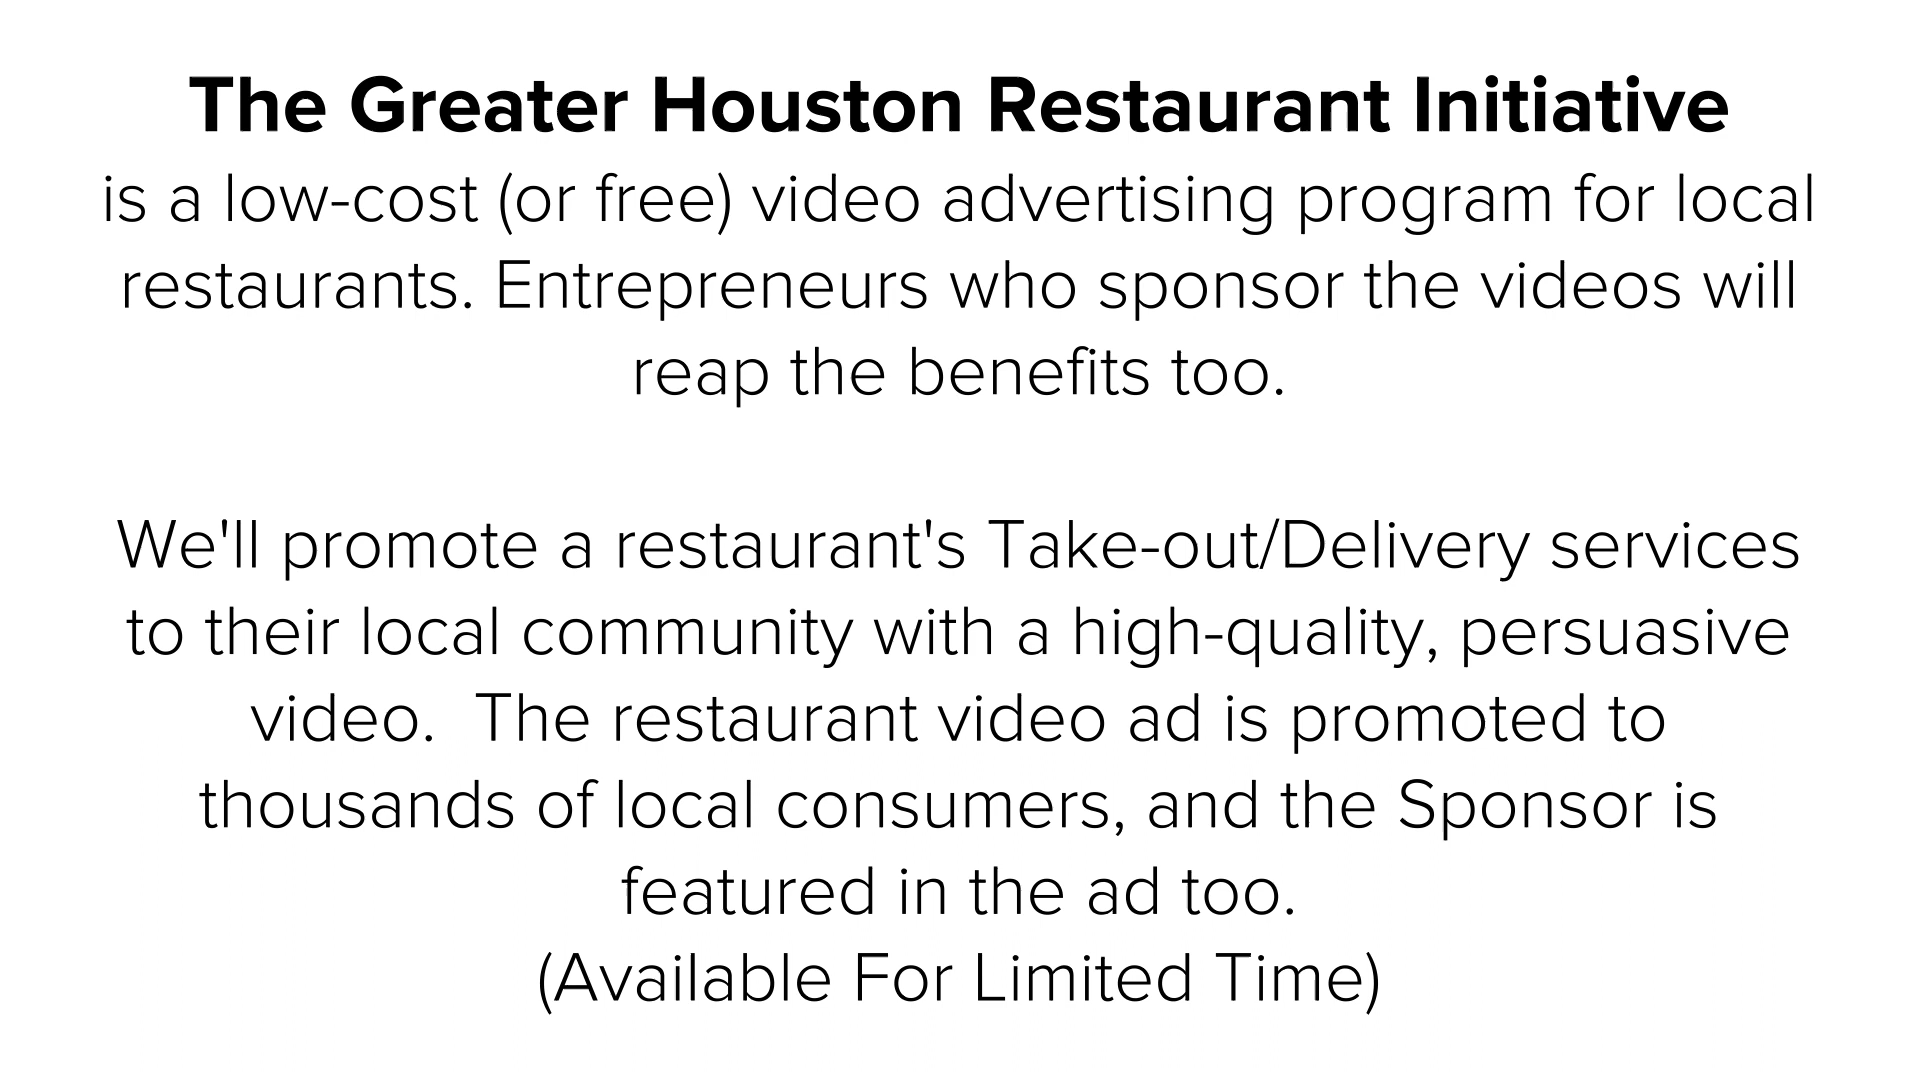 The Greater Houston Restaurant Initiative
is a low-cost (or free) video advertising program for local
restaurants. Entrepreneurs who sponsor the videos will
reap the benefits too.
We'll promote a restaurant's Take-out/Delivery services
to their local community with a high-quality, persuasive
video.  The restaurant video ad is promoted to
thousands of local consumers, and the Sponsor is
featured in the ad too.
(Available For Limited Time)